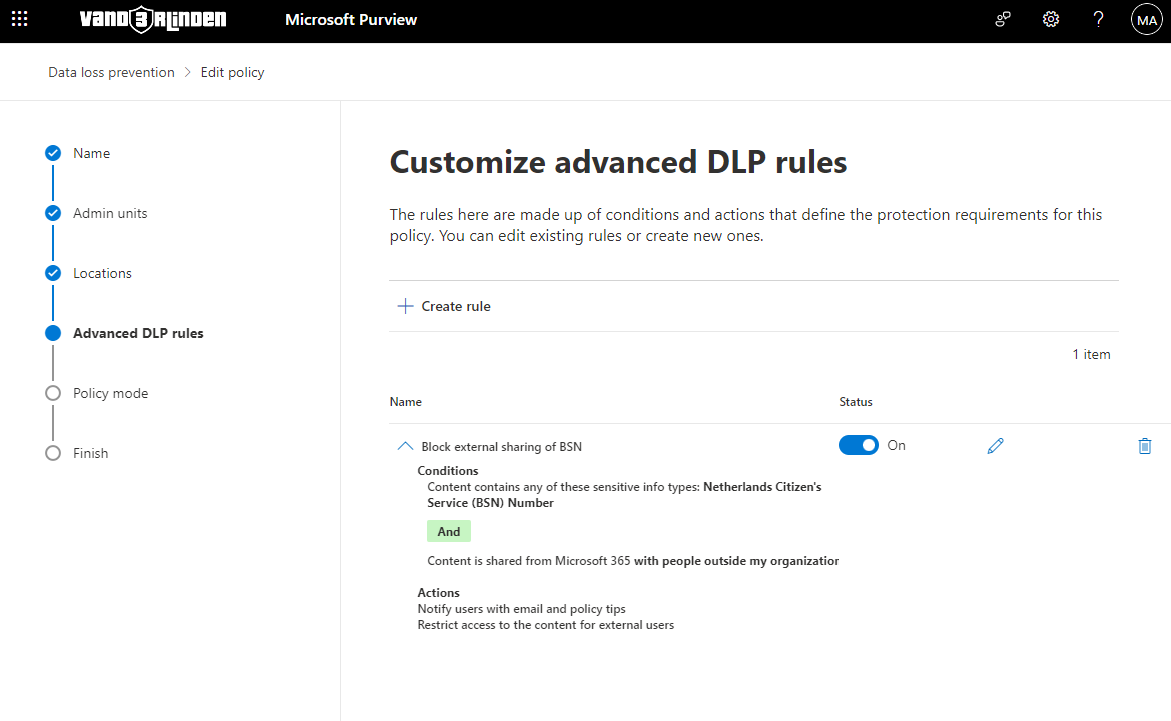 VAND3RLINDEN
Microsoft Purview
?
MA
Data loss prevention > Edit policy
Name
Admin units
Locations
Advanced DLP rules
Policy mode
Finish
Customize advanced DLP rules
The rules here are made up of conditions and actions that define the protection requirements for this
policy. You can edit existing rules or create new ones.
+ Create rule
1 item
Name Status
Block external sharing of BSN On
Conditions
Content contains any of these sensitive info types: Netherlands Citizen's
Service (BSN) Number
And
Content is shared from Microsoft 365 with people outside my organization
Actions
Notify users with email and policy tips
Restrict access to the content for external users